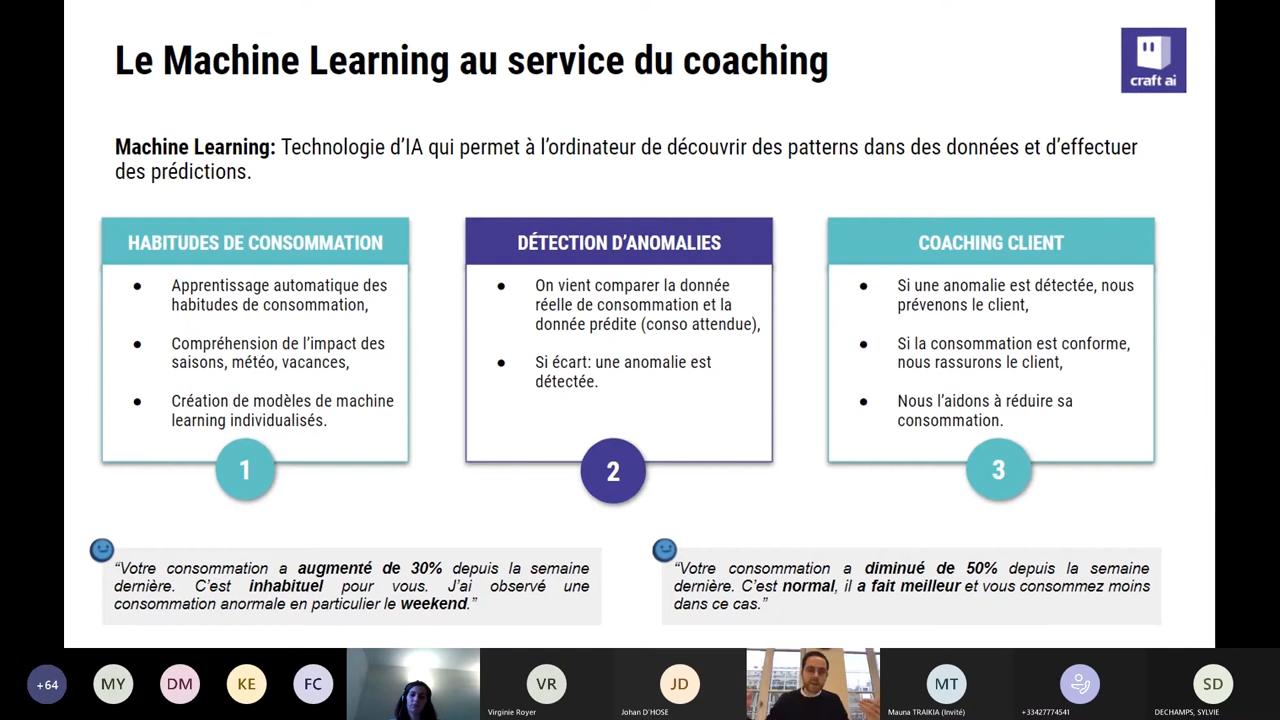 Le Machine Learning au service du coaching
craft ai
Machine Learning: Technologie d'IA qui permet à l'ordinateur de découvrir des patterns dans des données et d'effectuer
des prédictions.
HABITUDES DE CONSOMMATION
● Apprentissage automatique des
habitudes de consommation,
● Compréhension de l'impact des
saisons, météo, vacances,
● Création de modèles de machine
learning individualisés.
1
DÉTECTION D'ANOMALIES
● On vient comparer la donnée
réelle de consommation et la
donnée prédite (conso attendue),
● Si écart: une anomalie est
détectée.
2
COACHING CLIENT
● Si une anomalie est détectée, nous
prévenons le client,
● Si la consommation est conforme,
nous rassurons le client,
● Nous l'aidons à réduire sa
consommation.
3
“Votre consommation a augmenté de 30% depuis la semaine
dernière. C'est inhabituel pour vous. J'ai observé une
consommation anormale en particulier le weekend.”
“Votre consommation a diminué de 50% depuis la semaine
dernière. C'est normal, il a fait meilleur et vous consommez moins
dans ce cas.”
+64
MY
DM
KE
FC
VR
Virginie Royer
JD
Johan D'HOSE
MT
Mauna TRAIKIA (Invité)
+33427774541
SD
DECHAMPS, SYLVIE